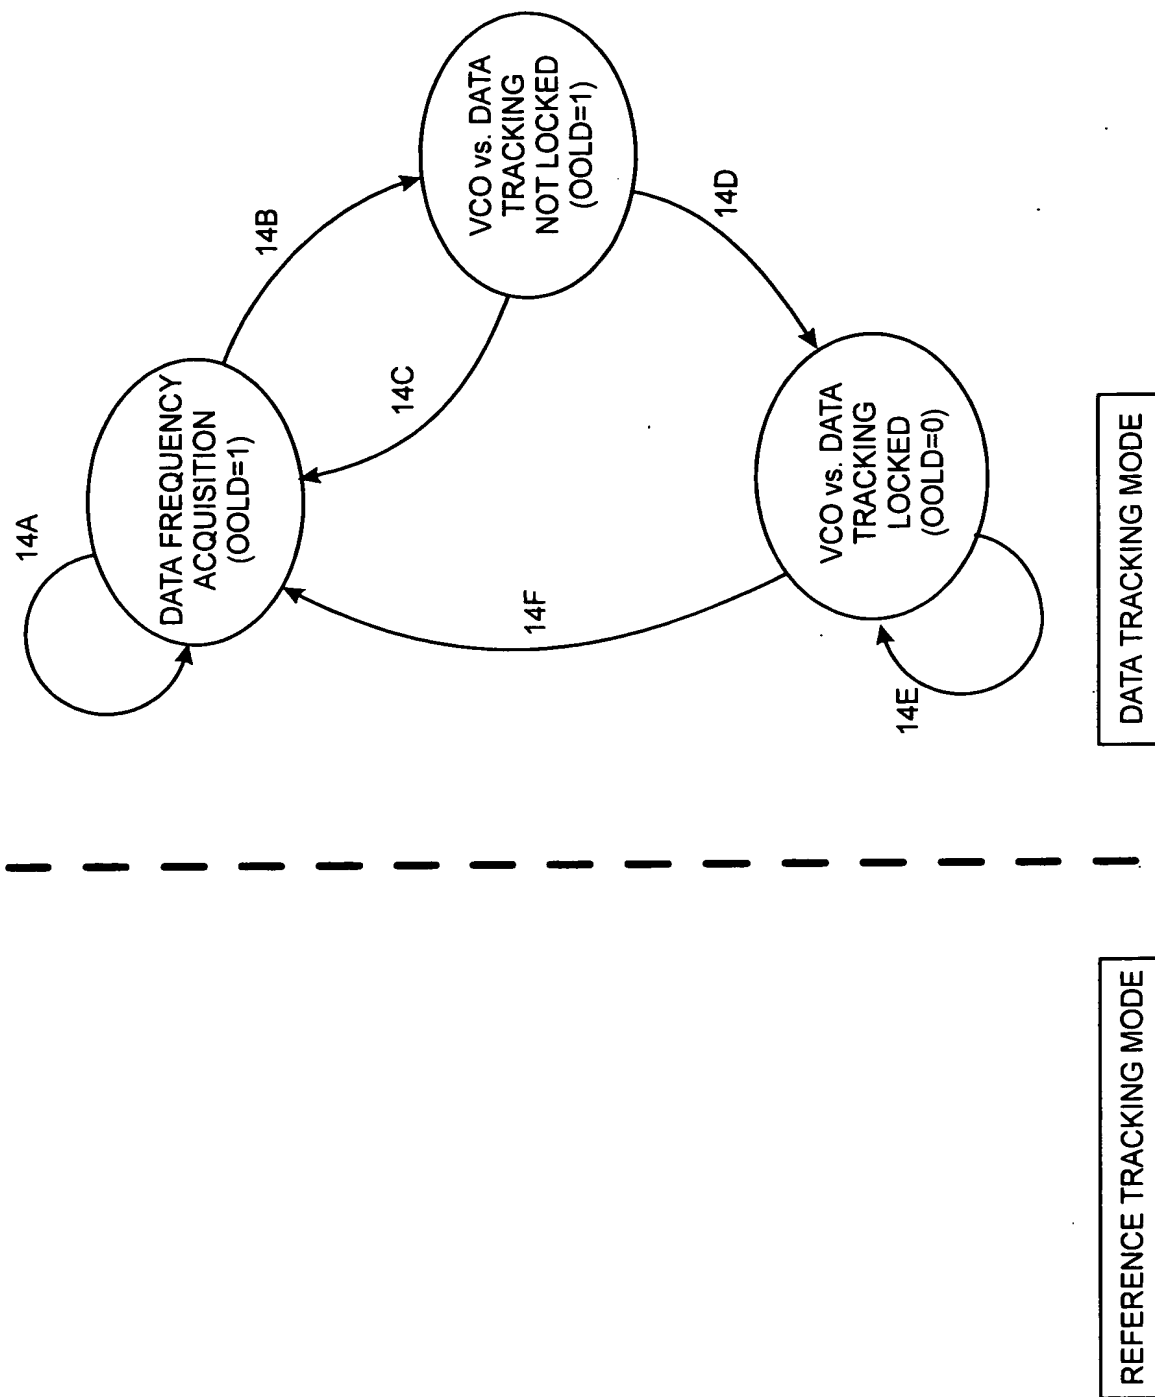 14A
DATA FREQUENCY
ACQUISITION
(OOLD=1)
14B
VCO vs. DATA
TRACKING
NOT LOCKED
(OOLD=1)
14C
14D
14F
VCO vs. DATA
TRACKING
LOCKED
(OOLD=0)
14E
REFERENCE TRACKING MODE
DATA TRACKING MODE